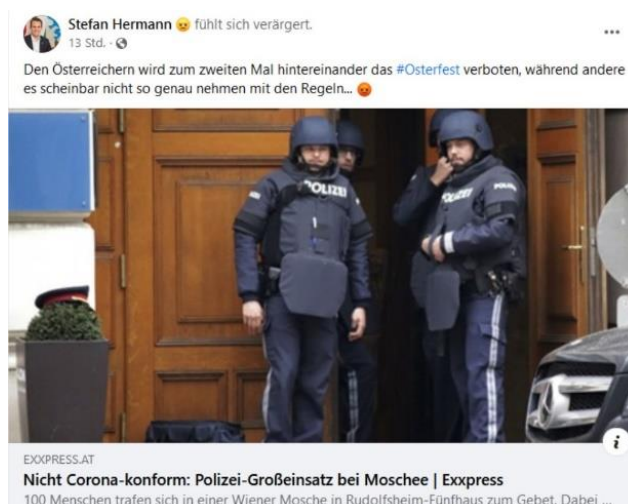 Stefan Hermann 😠 fühlt sich verärgert.
13 Std. ·
Den Österreichern wird zum zweiten Mal hintereinander das #Osterfest verboten, während andere
es scheinbar nicht so genau nehmen mit den Regeln... 😡
POLIZEI
POLIZEI
EXXPRESS.AT
Nicht Corona-konform: Polizei-Großeinsatz bei Moschee | Exxpress
100 Menschen trafen sich in einer Wiener Mosche in Rudolfsheim-Fünfhaus zum Gebet. Dabei ...